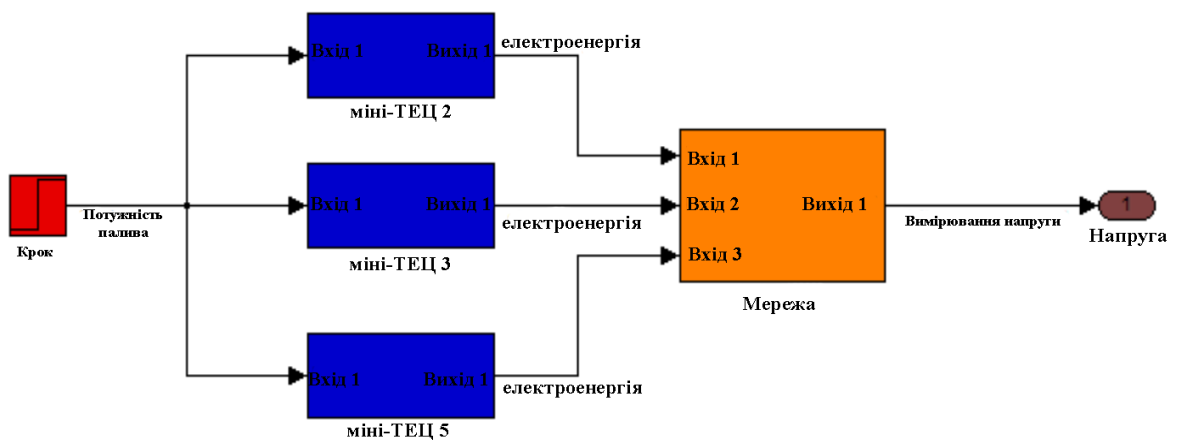 Вхід 1 Вихід 1 електроенергія
міні-ТЕЦ 2
Крок
Потужність
палива
Вхід 1 Вихід 1 електроенергія
міні-ТЕЦ 3
Вхід 1 Вихід 1 електроенергія
міні-ТЕЦ 5
Вхід 1
Вхід 2 Вихід 1
Вхід 3
Мережа
Вимірювання напруги
1
Напруга